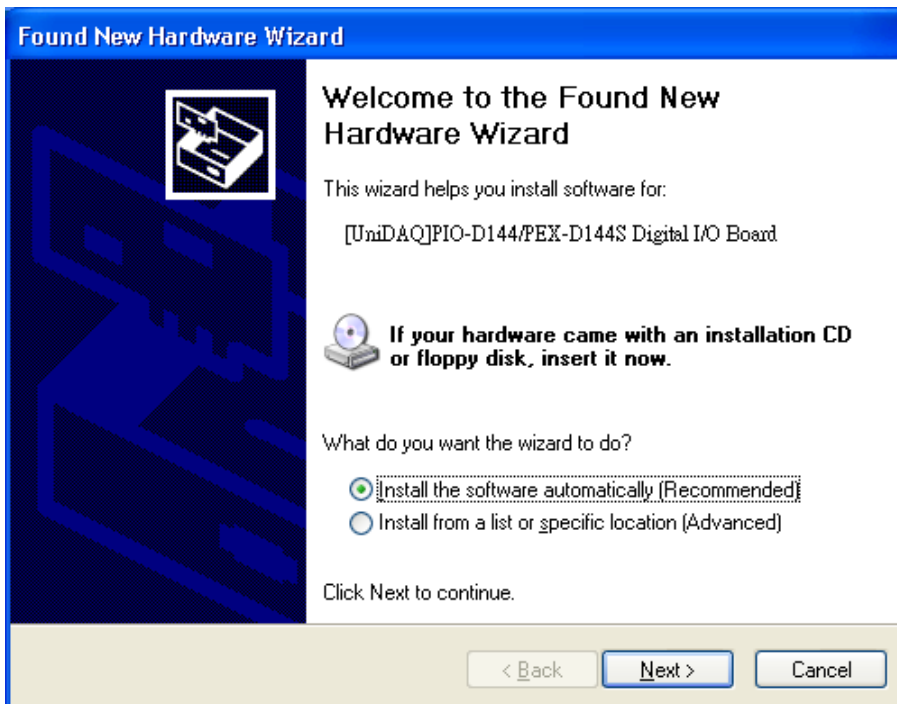 Found New Hardware Wizard
Welcome to the Found New
Hardware Wizard
This wizard helps you install software for:
[UniDAQ]PIO-D144/PEX-D144S Digital I/O Board
If your hardware came with an installation CD
or floppy disk, insert it now.
What do you want the wizard to do?
Install the software automatically (Recommended)
Install from a list or specific location (Advanced)
Click Next to continue.
< Back Next > Cancel